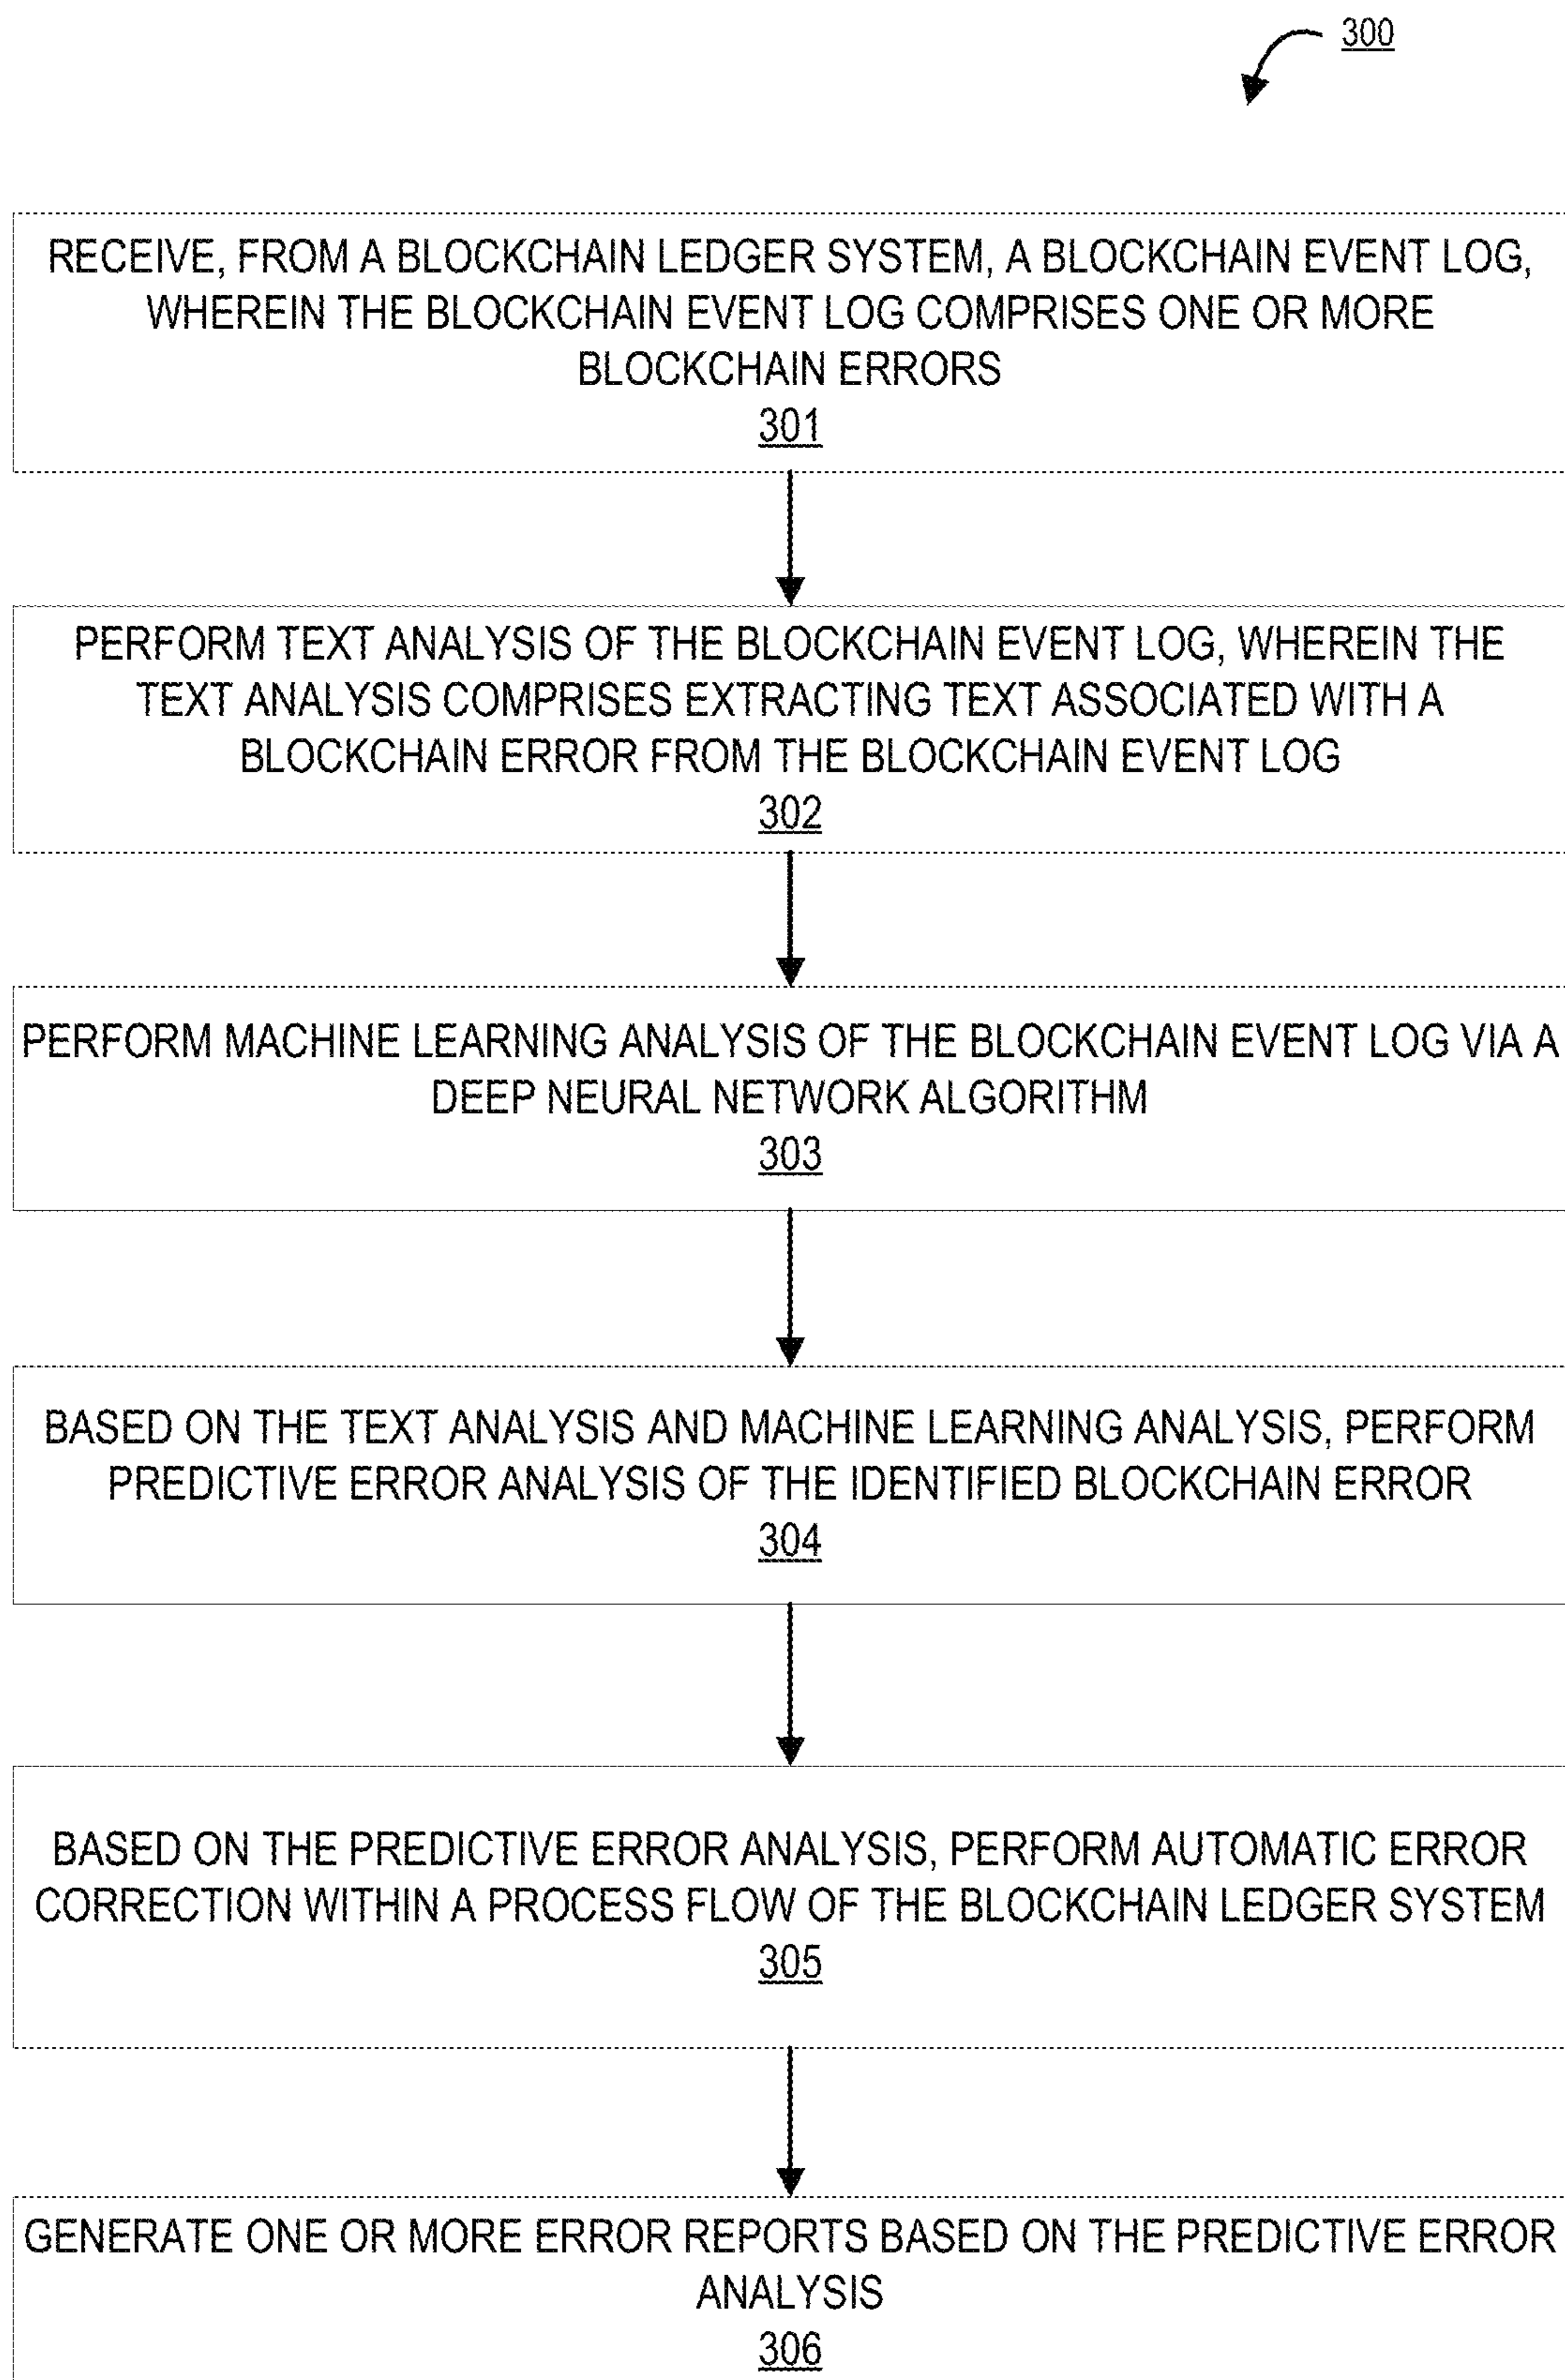 300
RECEIVE, FROM A BLOCKCHAIN LEDGER SYSTEM, A BLOCKCHAIN EVENT LOG,
WHEREIN THE BLOCKCHAIN EVENT LOG COMPRISES ONE OR MORE
BLOCKCHAIN ERRORS
301
PERFORM TEXT ANALYSIS OF THE BLOCKCHAIN EVENT LOG, WHEREIN THE
TEXT ANALYSIS COMPRISES EXTRACTING TEXT ASSOCIATED WITH A
BLOCKCHAIN ERROR FROM THE BLOCKCHAIN EVENT LOG
302
PERFORM MACHINE LEARNING ANALYSIS OF THE BLOCKCHAIN EVENT LOG VIA A
DEEP NEURAL NETWORK ALGORITHM
303
BASED ON THE TEXT ANALYSIS AND MACHINE LEARNING ANALYSIS, PERFORM
PREDICTIVE ERROR ANALYSIS OF THE IDENTIFIED BLOCKCHAIN ERROR
304
BASED ON THE PREDICTIVE ERROR ANALYSIS, PERFORM AUTOMATIC ERROR
CORRECTION WITHIN A PROCESS FLOW OF THE BLOCKCHAIN LEDGER SYSTEM
305
GENERATE ONE OR MORE ERROR REPORTS BASED ON THE PREDICTIVE ERROR
ANALYSIS
306